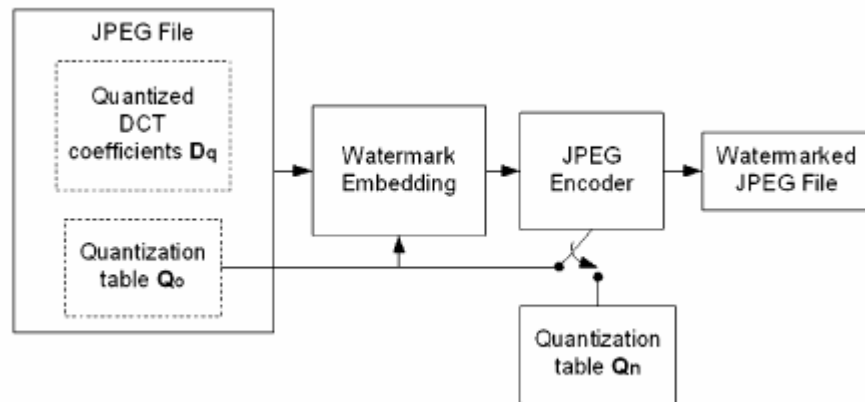 JPEG File
Quantized
DCT
coefficients Dq
Quantization
table Qo
Watermark
Embedding
JPEG
Encoder
Watermarked
JPEG File
Quantization
table Qn